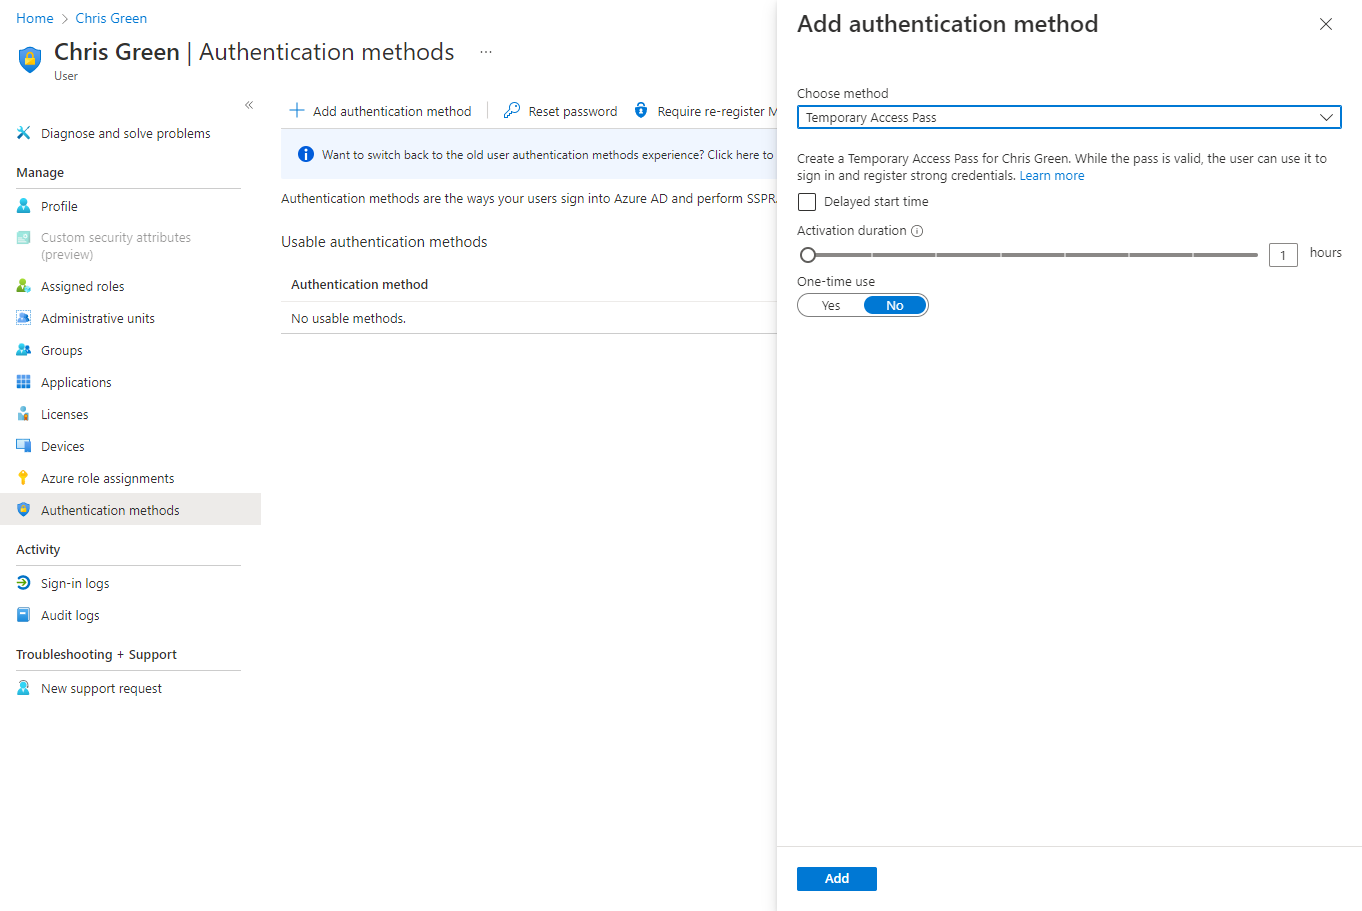 Home > Chris Green
Chris Green | Authentication methods ...
User
«
Diagnose and solve problems
Manage
Profile
Custom security attributes
(preview)
Assigned roles
Administrative units
Groups
Applications
Licenses
Devices
Azure role assignments
Authentication methods
Activity
Sign-in logs
Audit logs
Troubleshooting + Support
New support request
Add authentication method
Reset password
Require re-register M
Want to switch back to the old user authentication methods experience? Click here to
Authentication methods are the ways your users sign into Azure AD and perform SSPR.
Usable authentication methods
Authentication method
No usable methods.
Add authentication method
Choose method
Temporary Access Pass
Create a Temporary Access Pass for Chris Green. While the pass is valid, the user can use it to
sign in and register strong credentials. Learn more
Delayed start time
Activation duration
1 hours
One-time use
Yes No
Add